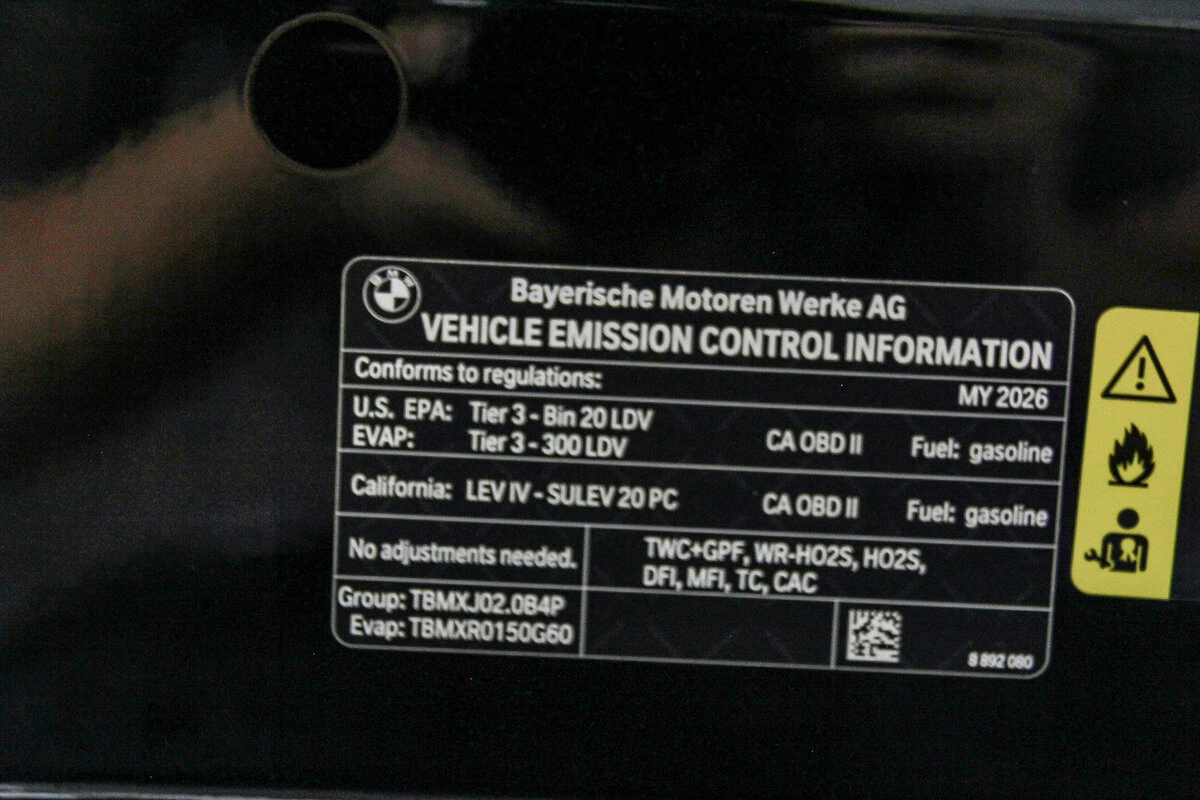 BMW
Bayerische Motoren Werke AG
VEHICLE EMISSION CONTROL INFORMATION
Conforms to regulations: MY 2026
U.S. EPA: Tier 3 - Bin 20 LDV
EVAP: Tier 3 - 300 LDV CA OBD II Fuel: gasoline
California: LEV IV - SULEV 20 PC CA OBD II Fuel: gasoline
No adjustments needed.
TWC+GPF, WR-HO2S, HO2S,
DFI, MFI, TC, CAC
Group: TBMXJ02.0B4P
Evap: TBMXR0150G60
8 892 080